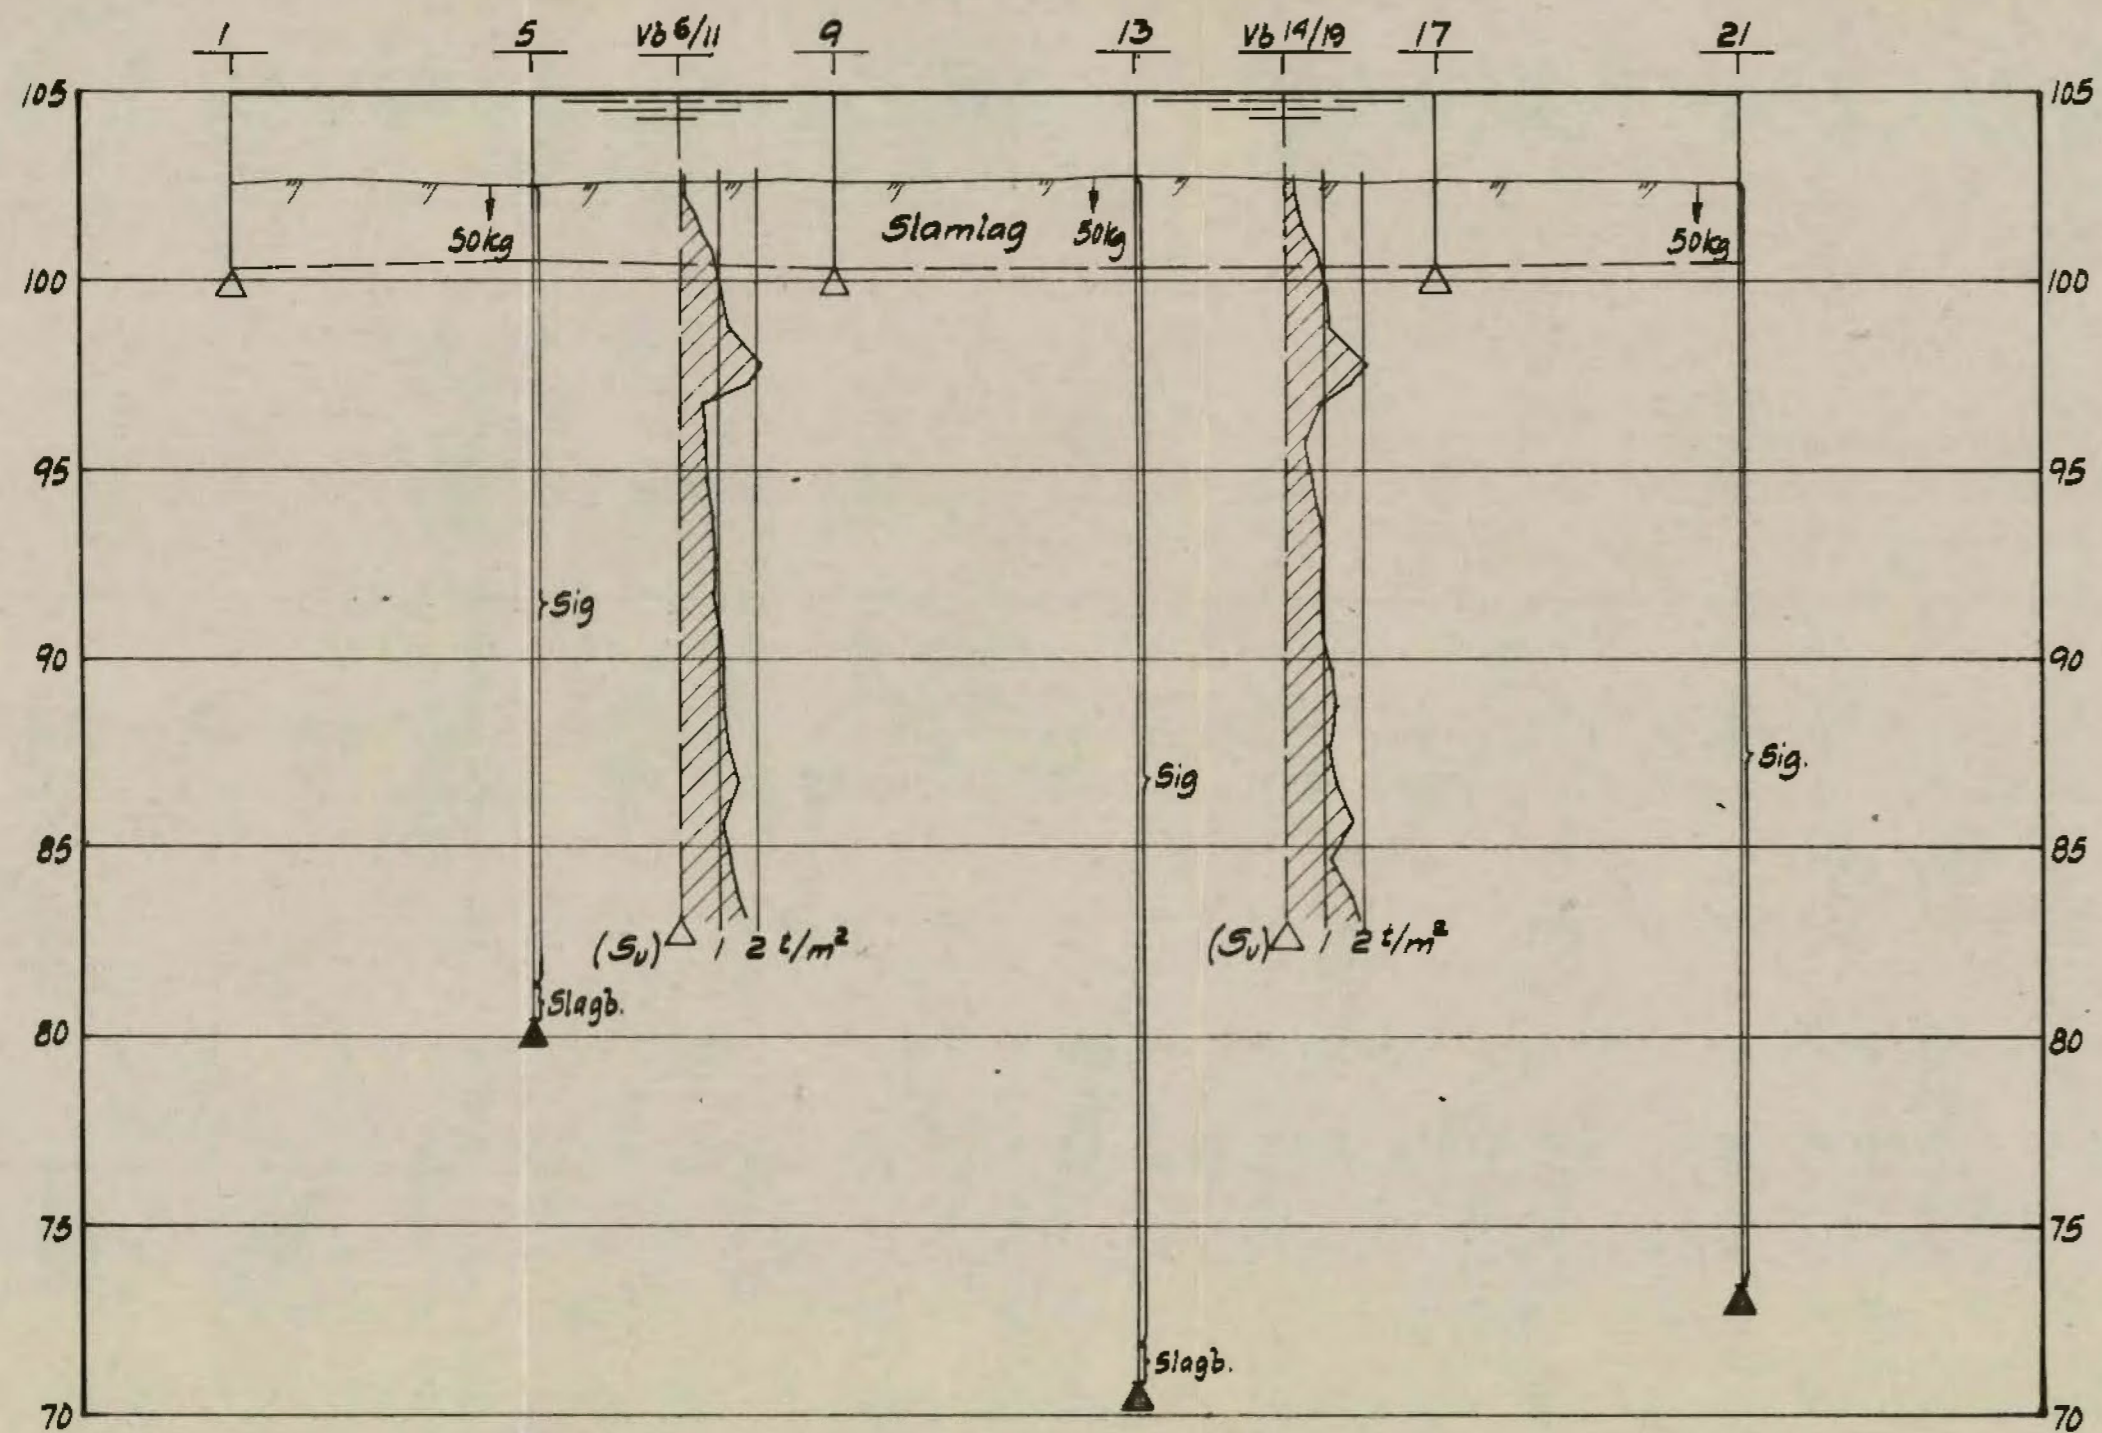 1 5 Vb 6/11 9 13 Vb 14/19 17 21
105 105
50kg Slamlag 50kg 50kg
100 100
95 95
Sig
90 90
Sig Sig.
85 85
(Su) 1 2 t/m² (Su) 1 2 t/m²
Slagb.
80 80
75 75
Slagb.
70 70